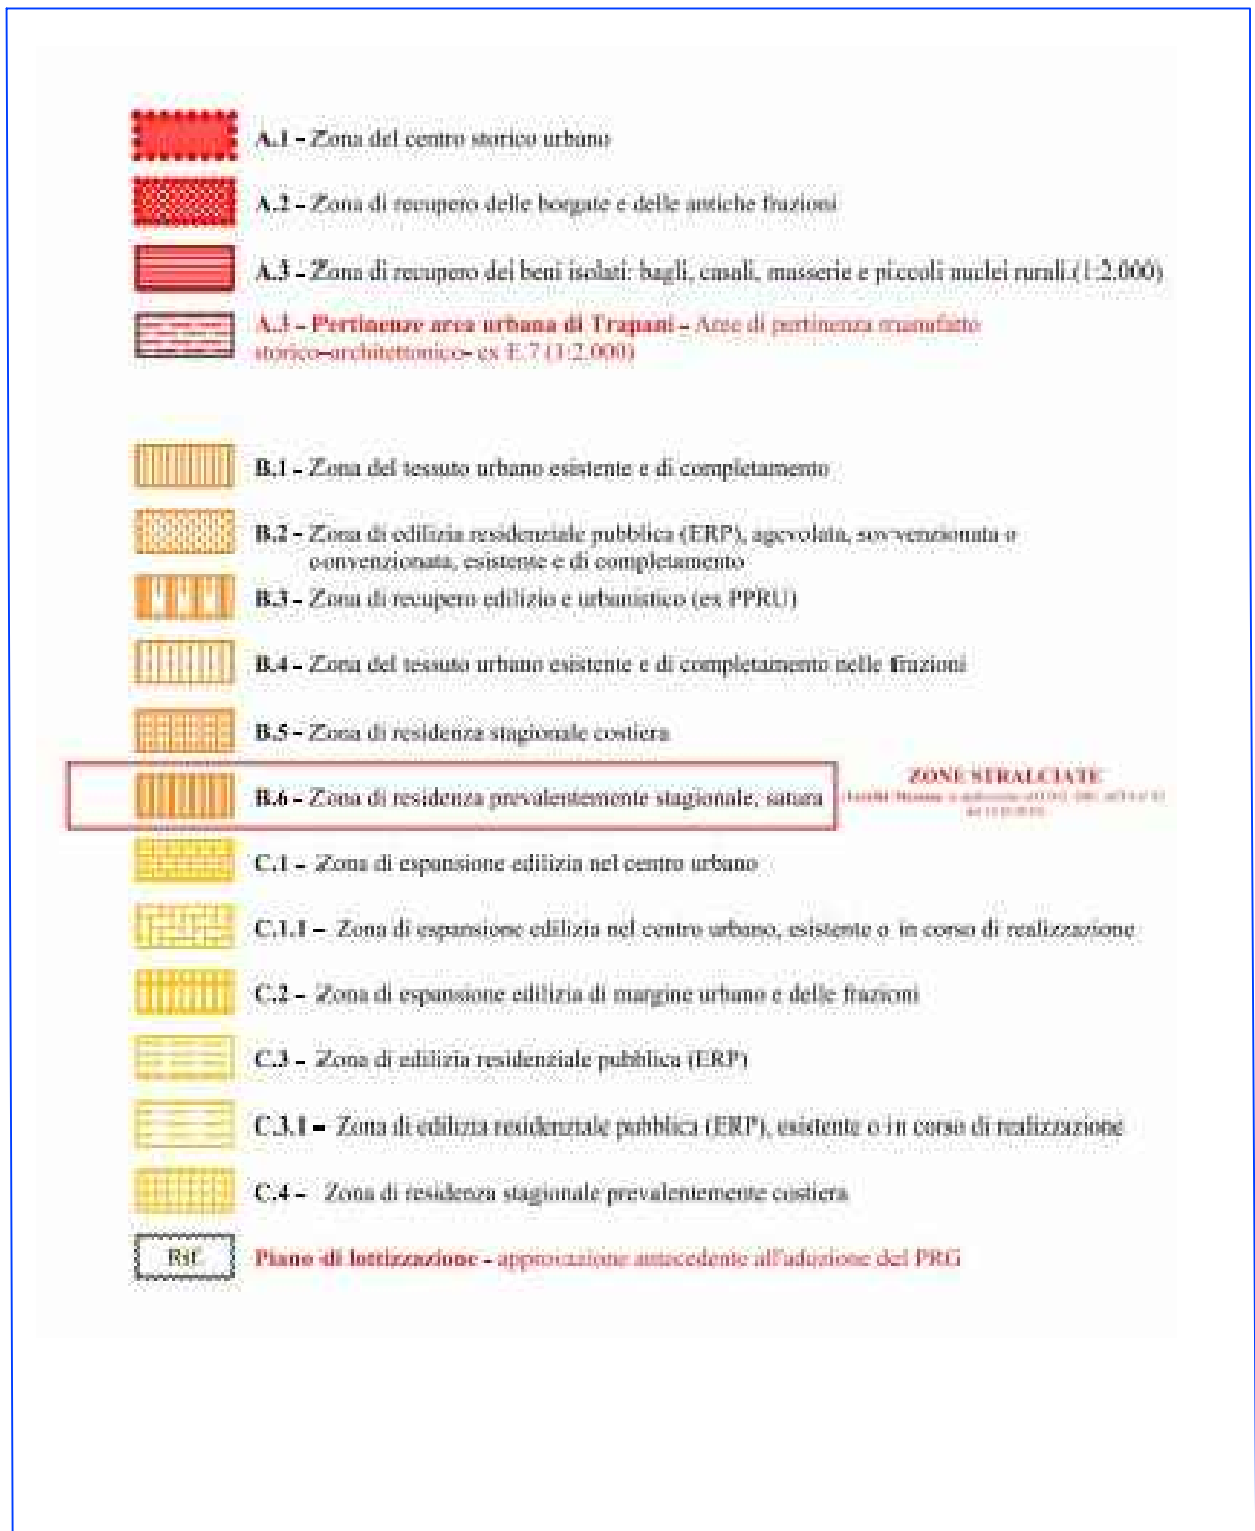 A.1 - Zona del centro storico urbano
A.2 - Zona di recupero delle borgate e delle antiche frazioni
A.3 - Zona di recupero dei beni isolati: bagli, casali, masserie e piccoli nuclei rurali.(1:2.000)
A.3 - Pertinenze area urbana di Trapani - Aree di pertinenza manufatto
storico-architettonico- ex E.7 (1:2.000)
B.1 - Zona del tessuto urbano esistente e di completamento
B.2 - Zona di edilizia residenziale pubblica (ERP), agevolata, sovvenzionata o
convenzionata, esistente e di completamento
B.3 - Zona di recupero edilizio e urbanistico (ex PPRU)
B.4 - Zona del tessuto urbano esistente e di completamento nelle frazioni
B.5 - Zona di residenza stagionale costiera
B.6 - Zona di residenza prevalentemente stagionale, satura
ZONE STRALCIATE
C.1 - Zona di espansione edilizia nel centro urbano
C.1.1 - Zona di espansione edilizia nel centro urbano, esistente o in corso di realizzazione
C.2 - Zona di espansione edilizia di margine urbano e delle frazioni
C.3 - Zona di edilizia residenziale pubblica (ERP)
C.3.1 - Zona di edilizia residenziale pubblica (ERP), esistente o in corso di realizzazione
C.4 - Zona di residenza stagionale prevalentemente costiera
Rif. Piano di lottizzazione - approvazione antecedente all'adozione del PRG